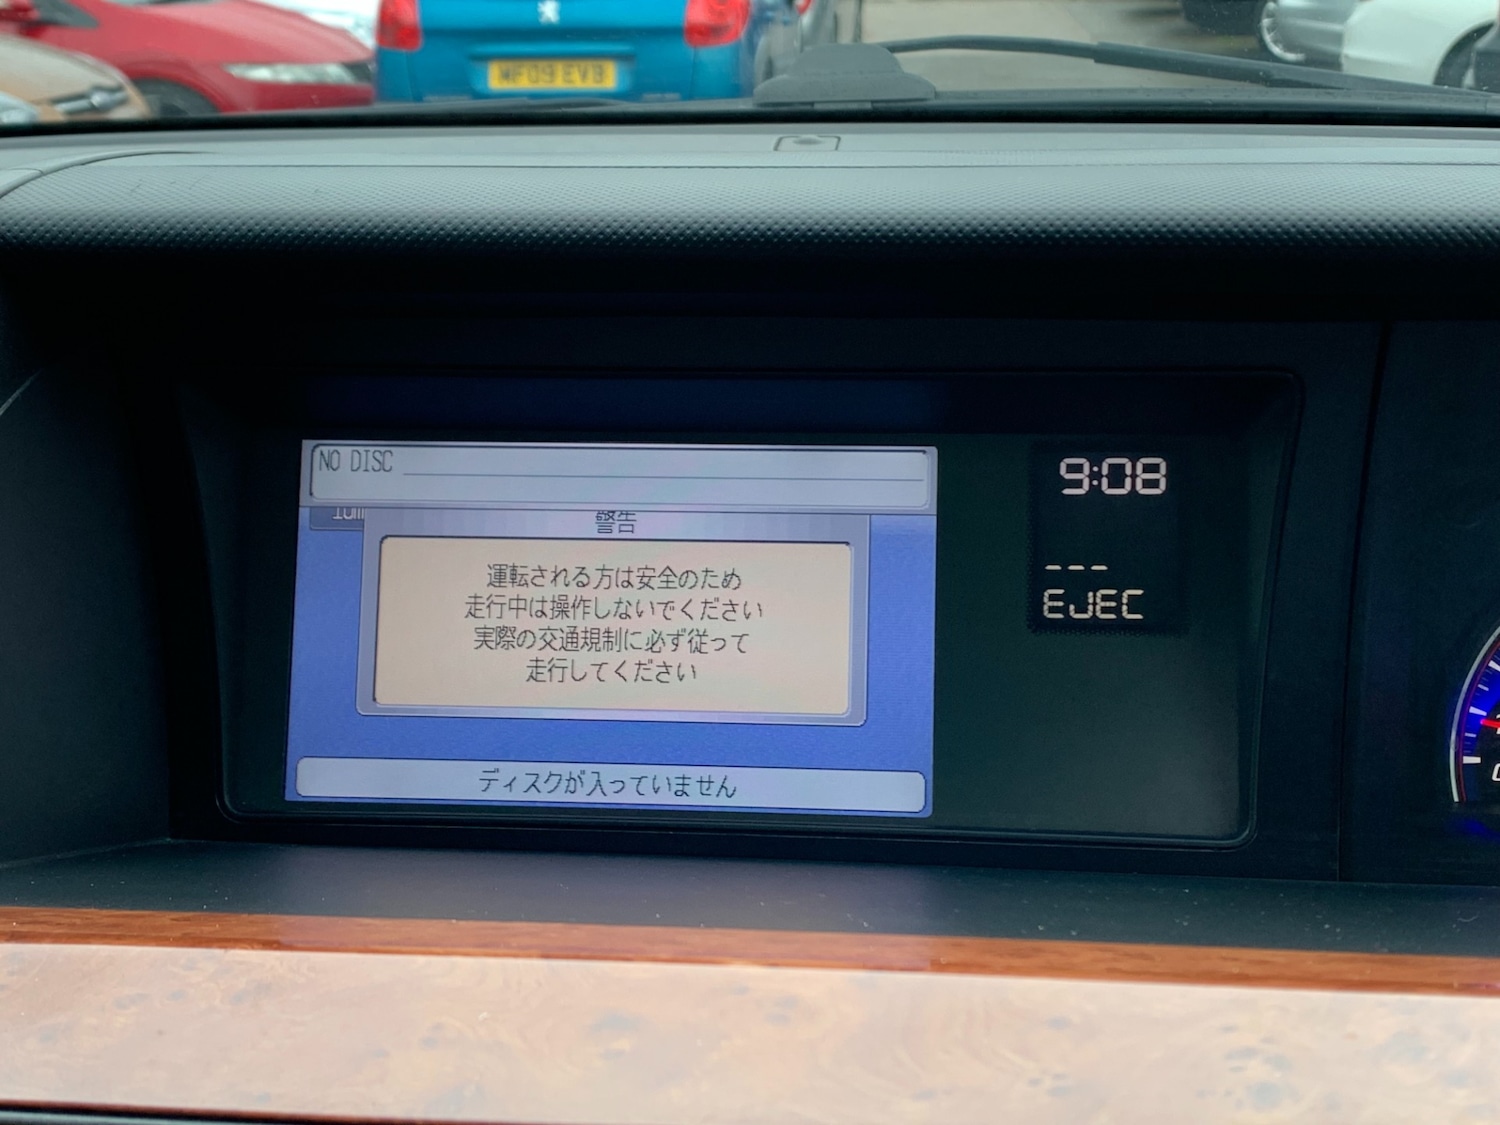 WF09 EVB
NO DISC
警告
運転される方は安全のため
走行中は操作しないでください
実際の交通規制に必ず従って
走行してください
ディスクが入っていません
9:08
---
EJEC